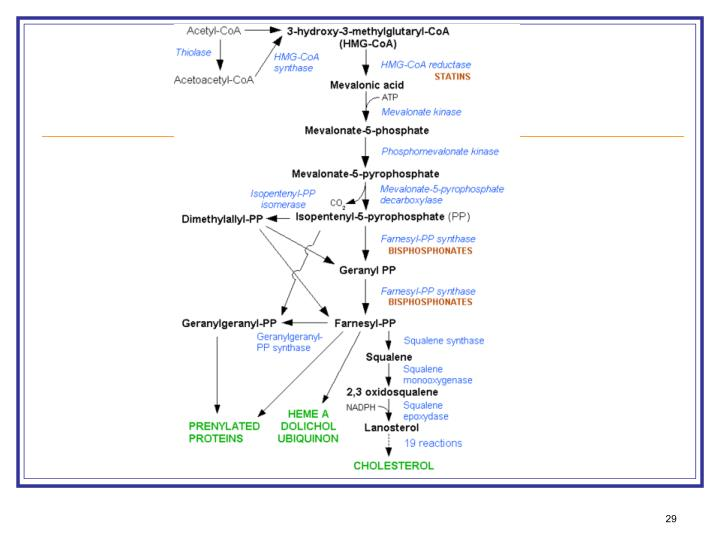 Acetyl-CoA
3-hydroxy-3-methylglutaryl-CoA
(HMG-CoA)
Thiolase
HMG-CoA
synthase
HMG-CoA reductase
STATINS
Acetoacetyl-CoA
Mevalonic acid
ATP
Mevalonate kinase
Mevalonate-5-phosphate
Phosphomevalonate kinase
Mevalonate-5-pyrophosphate
Isopentenyl-PP
isomerase
CO2
Mevalonate-5-pyrophosphate
decarboxylase
Dimethylallyl-PP
Isopentenyl-5-pyrophosphate (PP)
Farnesyl-PP synthase
BISPHOSPHONATES
Geranyl PP
Farnesyl-PP synthase
BISPHOSPHONATES
Geranylgeranyl-PP
Farnesyl-PP
Geranylgeranyl-
PP synthase
Squalene synthase
Squalene
Squalene
monooxygenase
2,3 oxidosqualene
NADPH
Squalene
epoxydase
Lanosterol
PRENYLATED
PROTEINS
HEME A
DOLICHOL
UBIQUINON
19 reactions
CHOLESTEROL
29